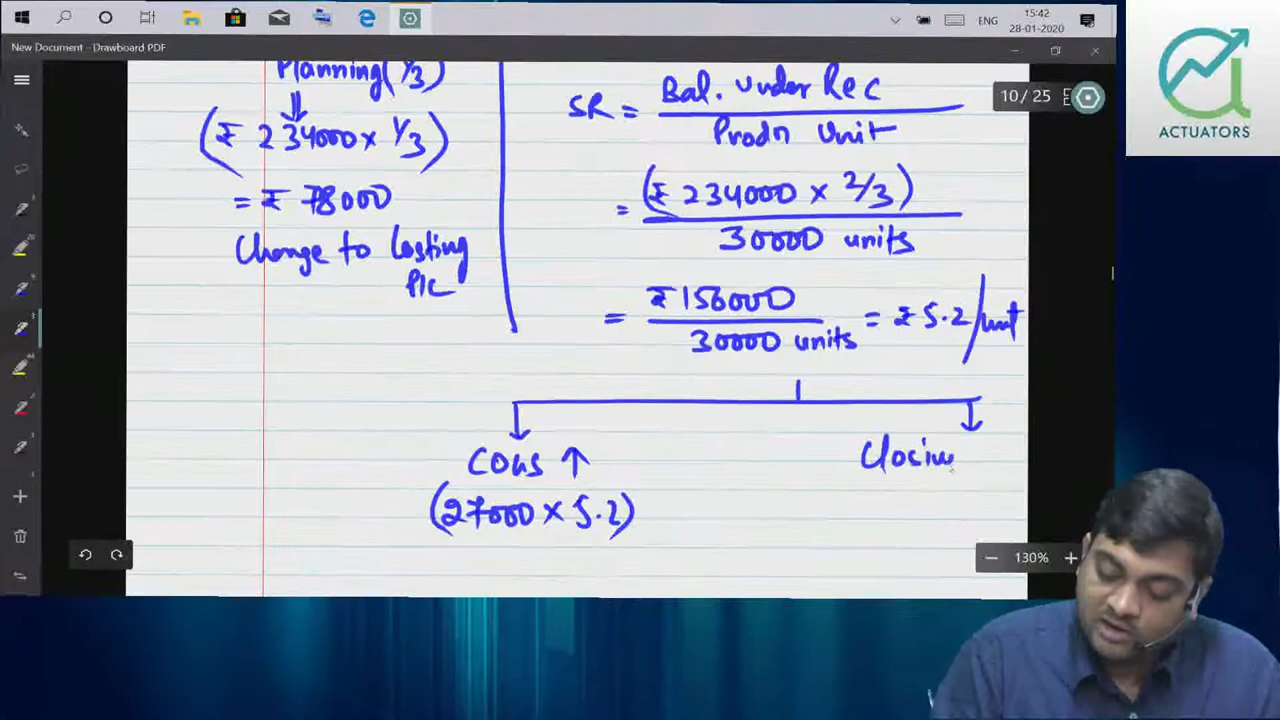 15:42
ENG
28-01-2020
New Document - Drawboard PDF
ACTUATORS
10 / 25
Planning (1/3)
(₹ 234000 × 1/3)
= ₹ 78000
Charge to Costing
P/L
SR = Bal. Under Rec
Prodn Unit
= (₹ 234000 × 2/3)
30000 units
= ₹ 156000
30000 units
= ₹ 5.2/unit
COGS ↑
(27000 × 5.2)
Closin
130%